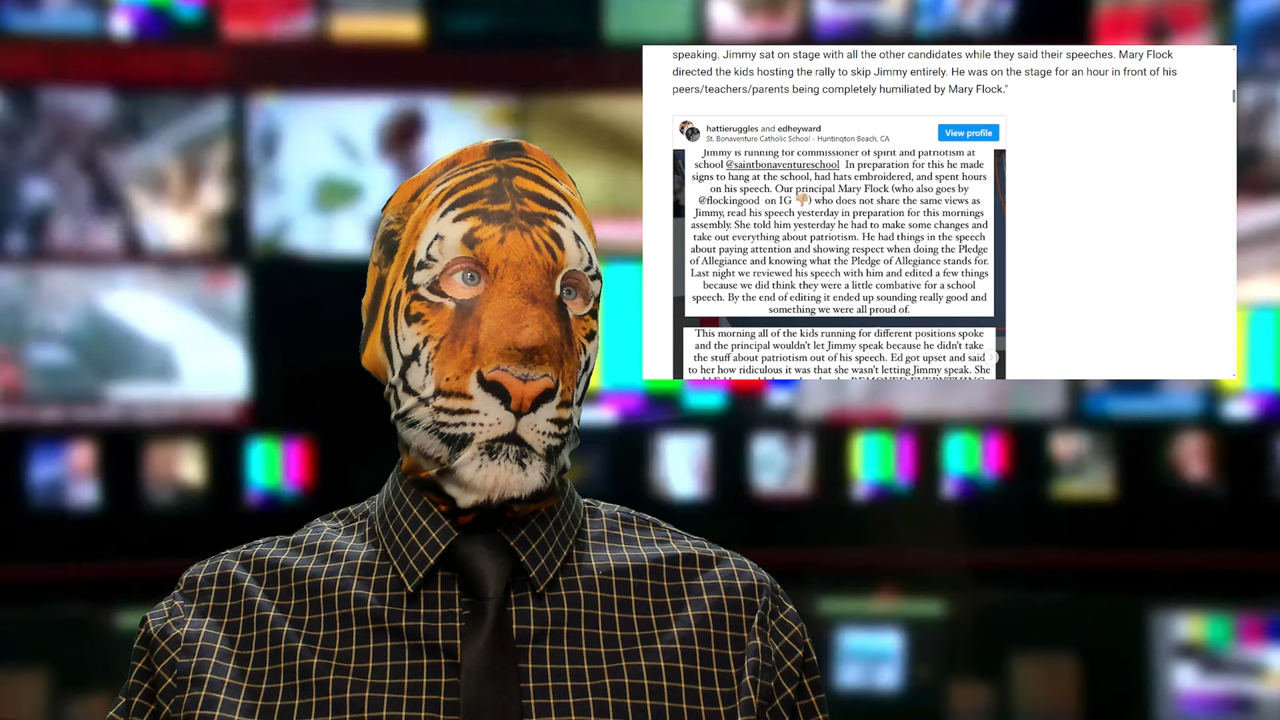 speaking. Jimmy sat on stage with all the other candidates while they said their speeches. Mary Flock
directed the kids hosting the rally to skip Jimmy entirely. He was on the stage for an hour in front of his
peers/teachers/parents being completely humiliated by Mary Flock."
hattieruggles and edheyward
St. Bonaventure Catholic School - Huntington Beach, CA
View profile
Jimmy is running for commissioner of spirit and patriotism at
school @saintbonaventureschool In preparation for this he made
signs to hang at the school, had hats embroidered, and spent hours
on his speech. Our principal Mary Flock (who also goes by
@flockingood on IG 👎🏼) who does not share the same views as
Jimmy, read his speech yesterday in preparation for this mornings
assembly. She told him yesterday he had to make some changes and
take out everything about patriotism. He had things in the speech
about paying attention and showing respect when doing the Pledge
of Allegiance and knowing what the Pledge of Allegiance stands for.
Last night we reviewed his speech with him and edited a few things
because we did think they were a little combative for a school
speech. By the end of editing it ended up sounding really good and
something we were all proud of.
This morning all of the kids running for different positions spoke
and the principal wouldn't let Jimmy speak because he didn't take
the stuff about patriotism out of his speech. Ed got upset and said
to her how ridiculous it was that she wasn't letting Jimmy speak. She